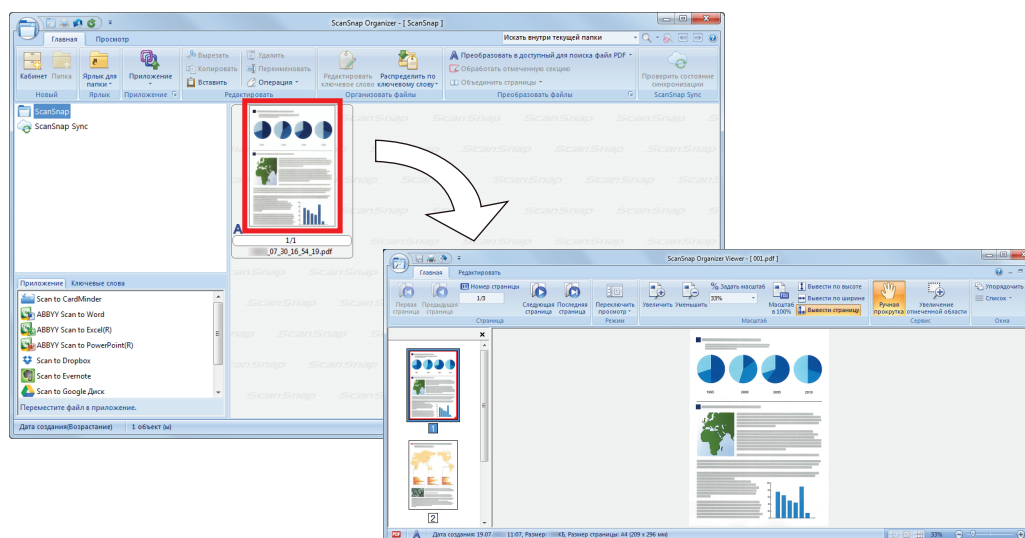 ScanSnap Organizer - [ ScanSnap ]
Главная Просмотр
Искать внутри текущей папки
Кабинет Папка
Новый
Ярлык для папки
Ярлык
Приложение
Приложение
Вырезать
Копировать
Вставить
Удалить
Переименовать
Операция
Редактировать
Редактировать ключевое слово
Распределить по ключевому слову
Организовать файлы
A Преобразовать в доступный для поиска файл PDF
Обработать отмеченную секцию
Объединить страницы
Преобразовать файлы
Проверить состояние синхронизации
ScanSnap Sync
ScanSnap
ScanSnap Sync
A
1/1
_07_30_16_54_19.pdf
Приложение Ключевые слова
Scan to CardMinder
ABBYY Scan to Word
ABBYY Scan to Excel(R)
ABBYY Scan to PowerPoint(R)
Scan to Dropbox
Scan to Evernote
Scan to Google Диск
Переместите файл в приложение.
Дата создания(Возрастание) 1 объект (ы)
ScanSnap Organizer Viewer - [ 001.pdf ]
Главная Редактировать
Первая страница
Предыдущая страница
Номер страницы
1/3
Следующая страница
Последняя страница
Страница
Переключить просмотр
Режим
Увеличить Уменьшить
% Задать масштаб
33%
Масштаб в 100%
Вывести по высоте
Вывести по ширине
Вывести страницу
Масштаб
Ручная прокрутка
Увеличение отмеченной области
Сервис
Упорядочить
Список
Окна
1
2
1995 2000 2005 2010
PDF A Дата создания: 19.07. 11:07, Размер: КБ, Размер страницы: A4 (209 x 296 мм)
33%